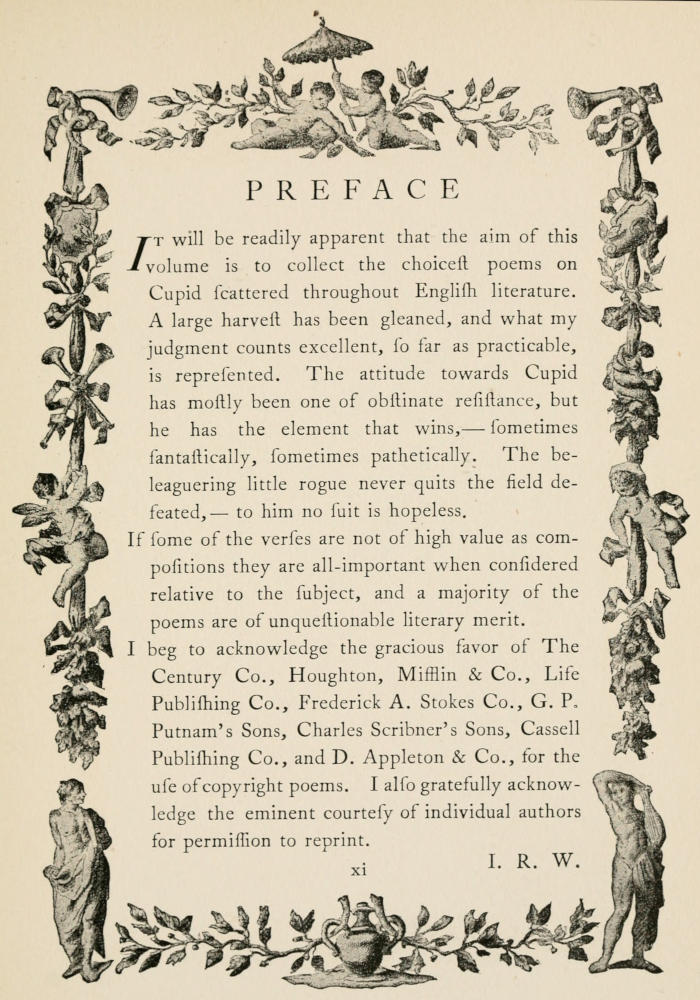 PREFACE
IT will be readily apparent that the aim of this
volume is to collect the choiceſt poems on
Cupid ſcattered throughout Engliſh literature.
A large harveſt has been gleaned, and what my
judgment counts excellent, ſo far as practicable,
is repreſented. The attitude towards Cupid
has moſtly been one of obſtinate reſiſtance, but
he has the element that wins,— ſometimes
fantaſtically, ſometimes pathetically. The be-
leaguering little rogue never quits the field de-
feated,— to him no ſuit is hopeless.
If ſome of the verſes are not of high value as com-
poſitions they are all-important when conſidered
relative to the ſubject, and a majority of the
poems are of unqueſtionable literary merit.
I beg to acknowledge the gracious favor of The
Century Co., Houghton, Mifflin & Co., Life
Publiſhing Co., Frederick A. Stokes Co., G. P.
Putnam's Sons, Charles Scribner's Sons, Cassell
Publiſhing Co., and D. Appleton & Co., for the
uſe of copyright poems. I alſo gratefully acknow-
ledge the eminent courteſy of individual authors
for permiſſion to reprint.
I. R. W.
xi